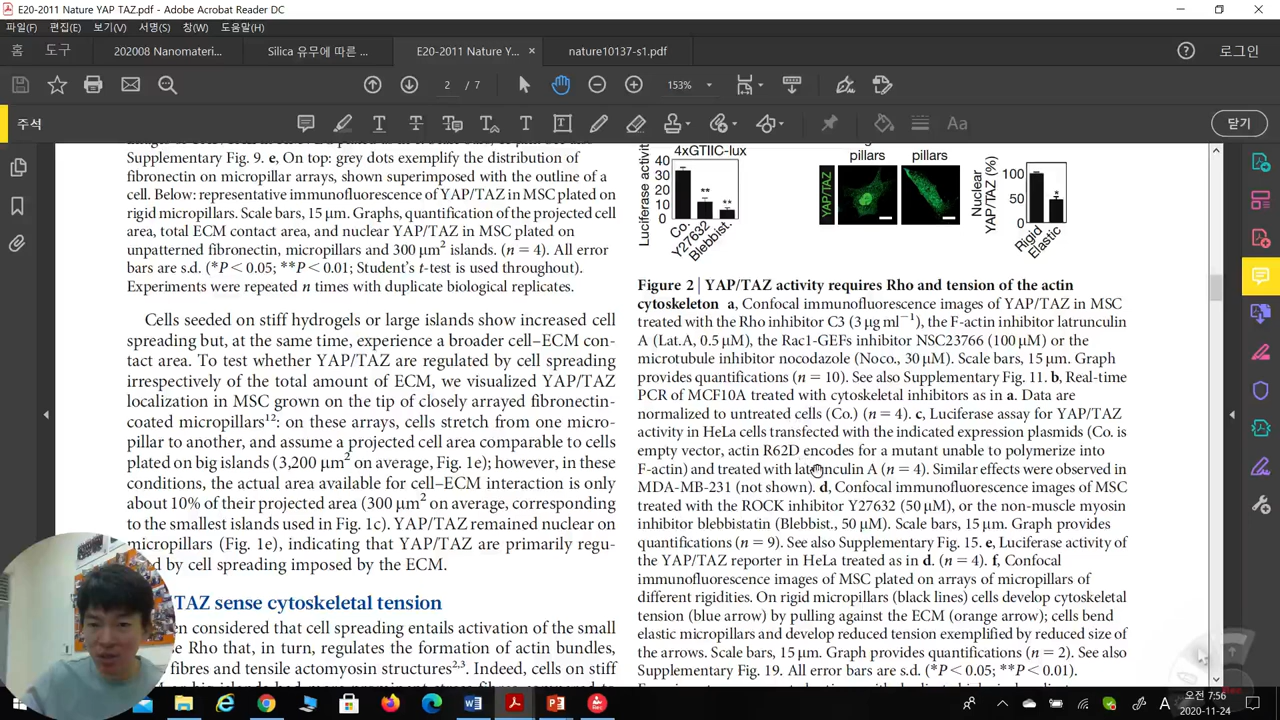 E20-2011 Nature YAP TAZ.pdf - Adobe Acrobat Reader DC
파일(F) 편집(E) 보기(V) 서명(S) 창(W) 도움말(H)
홈 도구 202008 Nanomateri... Silica 유무에 따른 ... E20-2011 Nature Y... × nature10137-s1.pdf 로그인
2 / 7 153%
주석 닫기
Supplementary Fig. 9. e, On top: grey dots exemplify the distribution of
fibronectin on micropillar arrays, shown superimposed with the outline of a
cell. Below: representative immunofluorescence of YAP/TAZ in MSC plated on
rigid micropillars. Scale bars, 15 μm. Graphs, quantification of the projected cell
area, total ECM contact area, and nuclear YAP/TAZ in MSC plated on
unpatterned fibronectin, micropillars and 300 μm² islands. (n = 4). All error
bars are s.d. (*P < 0.05; **P < 0.01; Student's t-test is used throughout).
Experiments were repeated n times with duplicate biological replicates.
Cells seeded on stiff hydrogels or large islands show increased cell
spreading but, at the same time, experience a broader cell–ECM con-
tact area. To test whether YAP/TAZ are regulated by cell spreading
irrespectively of the total amount of ECM, we visualized YAP/TAZ
localization in MSC grown on the tip of closely arrayed fibronectin-
coated micropillars¹²: on these arrays, cells stretch from one micro-
pillar to another, and assume a projected cell area comparable to cells
plated on big islands (3,200 μm² on average, Fig. 1e); however, in these
conditions, the actual area available for cell–ECM interaction is only
about 10% of their projected area (300 μm² on average, corresponding
to the smallest islands used in Fig. 1c). YAP/TAZ remained nuclear on
micropillars (Fig. 1e), indicating that YAP/TAZ are primarily regu-
by cell spreading imposed by the ECM.
TAZ sense cytoskeletal tension
en considered that cell spreading entails activation of the small
se Rho that, in turn, regulates the formation of actin bundles,
fibres and tensile actomyosin structures²,³. Indeed, cells on stiff
4xGTIIC-lux
Luciferase activi
40
30
20
10
0
**
**
Co.
Y27632
Blebbist.
pillars pillars
YAP/TAZ
Nuclear
YAP/TAZ (%)
100
50
0
*
Rigid
Elastic
Figure 2 | YAP/TAZ activity requires Rho and tension of the actin
cytoskeleton a, Confocal immunofluorescence images of YAP/TAZ in MSC
treated with the Rho inhibitor C3 (3 μg ml⁻¹), the F-actin inhibitor latrunculin
A (Lat.A, 0.5 μM), the Rac1-GEFs inhibitor NSC23766 (100 μM) or the
microtubule inhibitor nocodazole (Noco., 30 μM). Scale bars, 15 μm. Graph
provides quantifications (n = 10). See also Supplementary Fig. 11. b, Real-time
PCR of MCF10A treated with cytoskeletal inhibitors as in a. Data are
normalized to untreated cells (Co.) (n = 4). c, Luciferase assay for YAP/TAZ
activity in HeLa cells transfected with the indicated expression plasmids (Co. is
empty vector, actin R62D encodes for a mutant unable to polymerize into
F-actin) and treated with latrunculin A (n = 4). Similar effects were observed in
MDA-MB-231 (not shown). d, Confocal immunofluorescence images of MSC
treated with the ROCK inhibitor Y27632 (50 μM), or the non-muscle myosin
inhibitor blebbistatin (Blebbist., 50 μM). Scale bars, 15 μm. Graph provides
quantifications (n = 9). See also Supplementary Fig. 15. e, Luciferase activity of
the YAP/TAZ reporter in HeLa treated as in d. (n = 4). f, Confocal
immunofluorescence images of MSC plated on arrays of micropillars of
different rigidities. On rigid micropillars (black lines) cells develop cytoskeletal
tension (blue arrow) by pulling against the ECM (orange arrow); cells bend
elastic micropillars and develop reduced tension exemplified by reduced size of
the arrows. Scale bars, 15 μm. Graph provides quantifications (n = 2). See also
Supplementary Fig. 19. All error bars are s.d. (*P < 0.05; **P < 0.01).
A 오전 7:56
2020-11-24